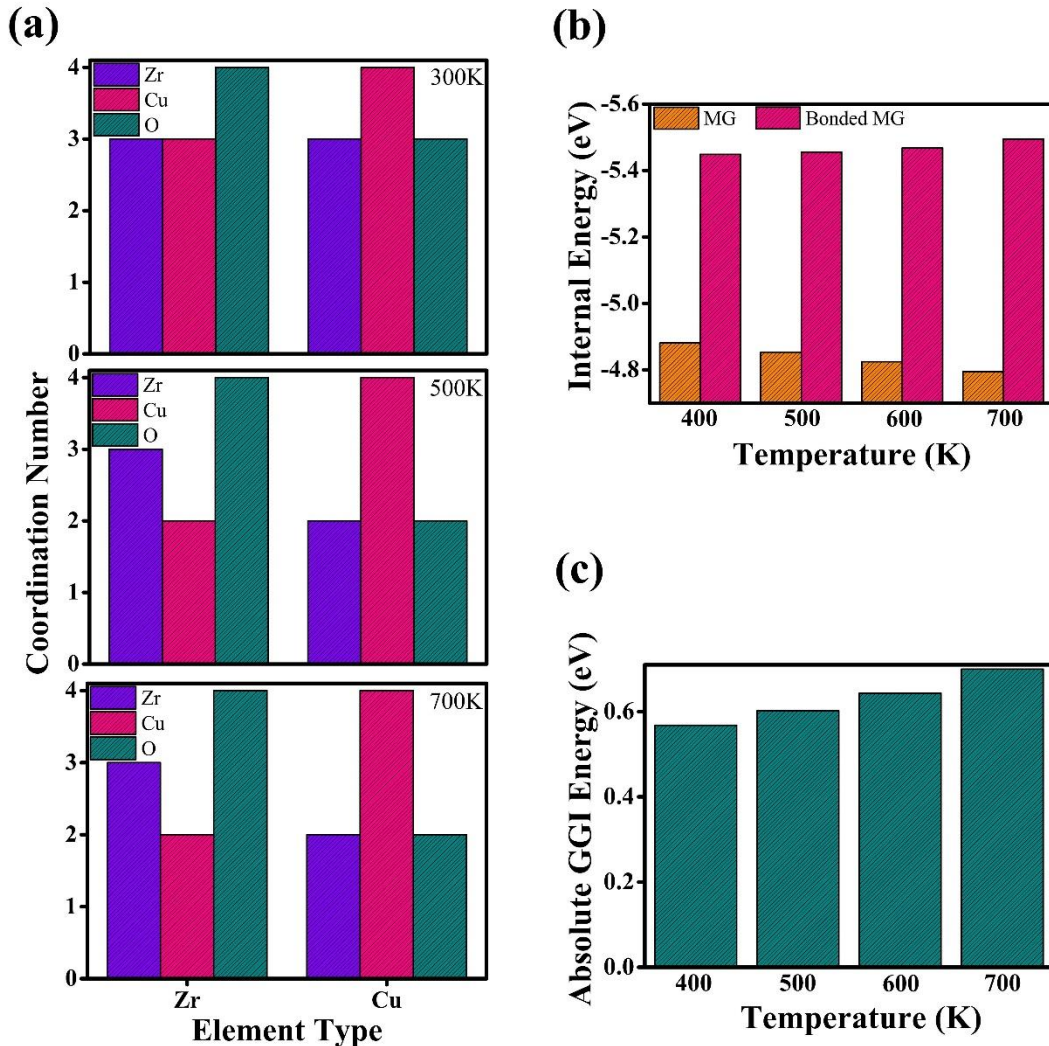 (a)
Coordination Number
4
3
2
1
0
Zr
Cu
O
300K
4
3
2
1
0
Zr
Cu
O
500K
4
3
2
1
0
Zr
Cu
O
700K
Zr Cu
Element Type
(b)
Internal Energy (eV)
-5.6
-5.4
-5.2
-5.0
-4.8
MG Bonded MG
400 500 600 700
Temperature (K)
(c)
Absolute GGI Energy (eV)
0.6
0.4
0.2
0.0
400 500 600 700
Temperature (K)